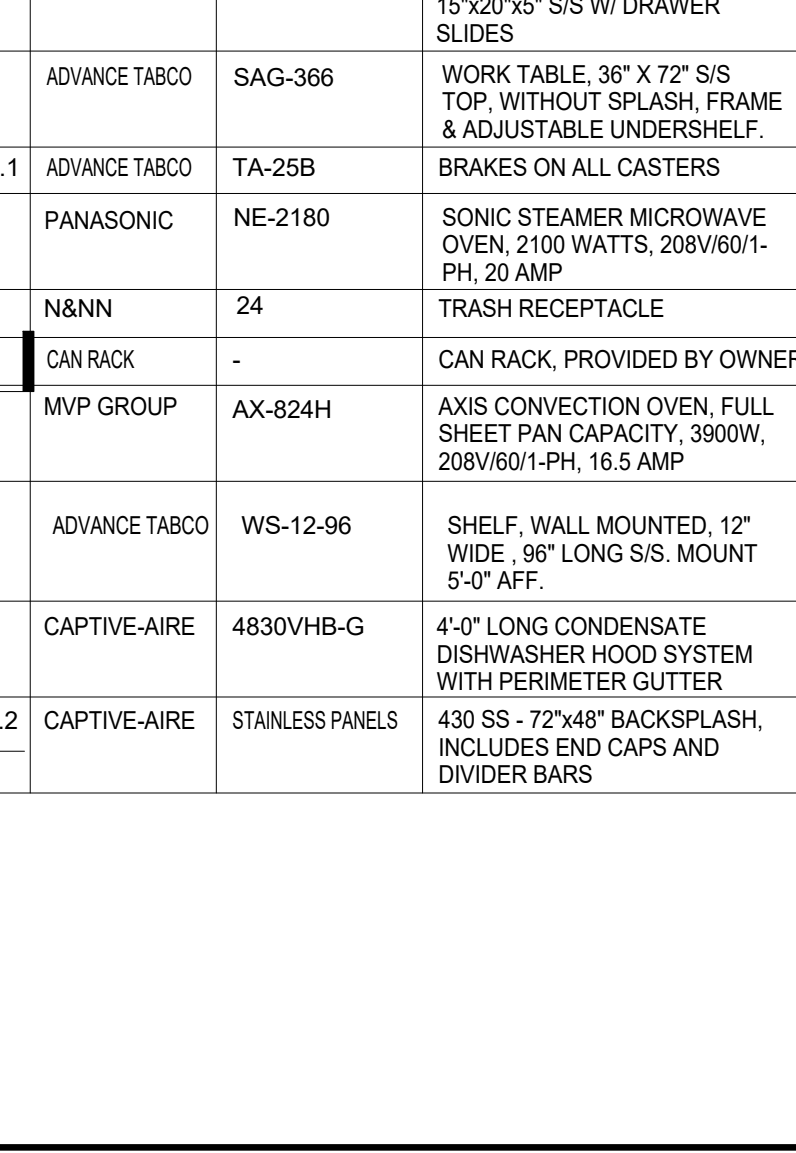 15"x20"x5" S/S W/ DRAWER
SLIDES
ADVANCE TABCO SAG-366 WORK TABLE, 36" X 72" S/S
TOP, WITHOUT SPLASH, FRAME
& ADJUSTABLE UNDERSHELF.
.1 ADVANCE TABCO TA-25B BRAKES ON ALL CASTERS
PANASONIC NE-2180 SONIC STEAMER MICROWAVE
OVEN, 2100 WATTS, 208V/60/1-
PH, 20 AMP
N&NN 24 TRASH RECEPTACLE
CAN RACK - CAN RACK, PROVIDED BY OWNER
MVP GROUP AX-824H AXIS CONVECTION OVEN, FULL
SHEET PAN CAPACITY, 3900W,
208V/60/1-PH, 16.5 AMP
ADVANCE TABCO WS-12-96 SHELF, WALL MOUNTED, 12"
WIDE , 96" LONG S/S. MOUNT
5'-0" AFF.
CAPTIVE-AIRE 4830VHB-G 4'-0" LONG CONDENSATE
DISHWASHER HOOD SYSTEM
WITH PERIMETER GUTTER
.2 CAPTIVE-AIRE STAINLESS PANELS 430 SS - 72"x48" BACKSPLASH,
INCLUDES END CAPS AND
DIVIDER BARS